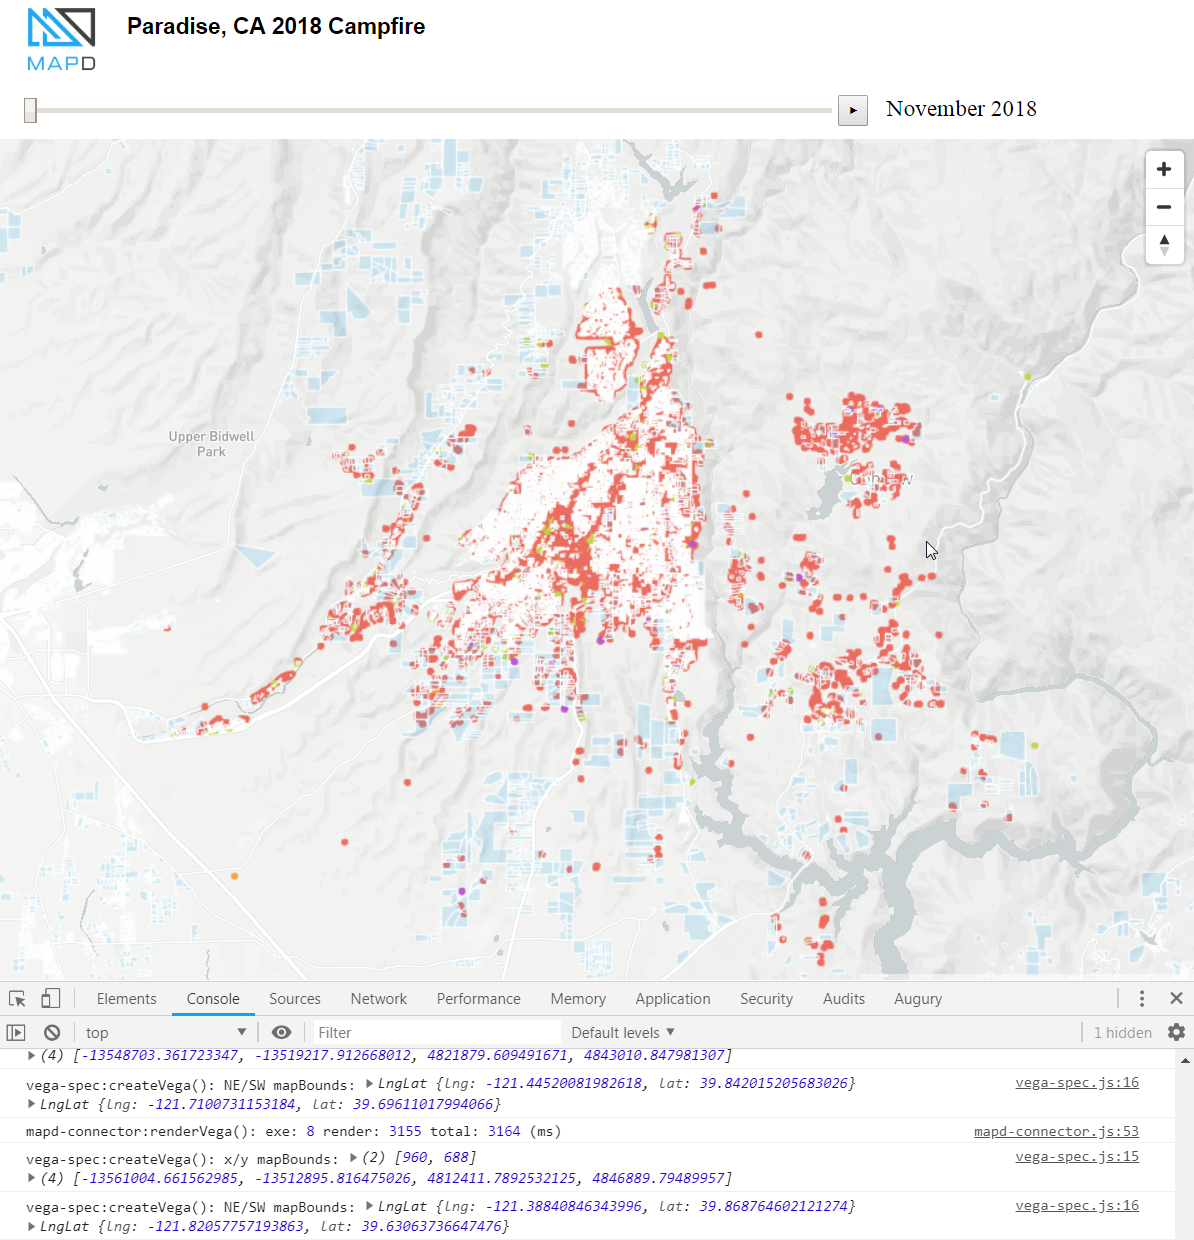 MAPD
Paradise, CA 2018 Campfire
November 2018
Upper Bidwell
Park
Elements Console Sources Network Performance Memory Application Security Audits Augury
top Filter Default levels 1 hidden
(4) [-13548703.361723347, -13519217.912668012, 4821879.609491671, 4843010.847981307]
vega-spec:createVega(): NE/SW mapBounds: LngLat {lng: -121.44520081982618, lat: 39.842015205683026} vega-spec.js:16
LngLat {lng: -121.7100731153184, lat: 39.69611017994066}
mapd-connector:renderVega(): exe: 8 render: 3155 total: 3164 (ms) mapd-connector.js:53
vega-spec:createVega(): x/y mapBounds: (2) [960, 688] vega-spec.js:15
(4) [-13561004.661562985, -13512895.816475026, 4812411.7892532125, 4846889.79489957]
vega-spec:createVega(): NE/SW mapBounds: LngLat {lng: -121.38840846343996, lat: 39.868764602121274} vega-spec.js:16
LngLat {lng: -121.82057757193863, lat: 39.63063736647476}